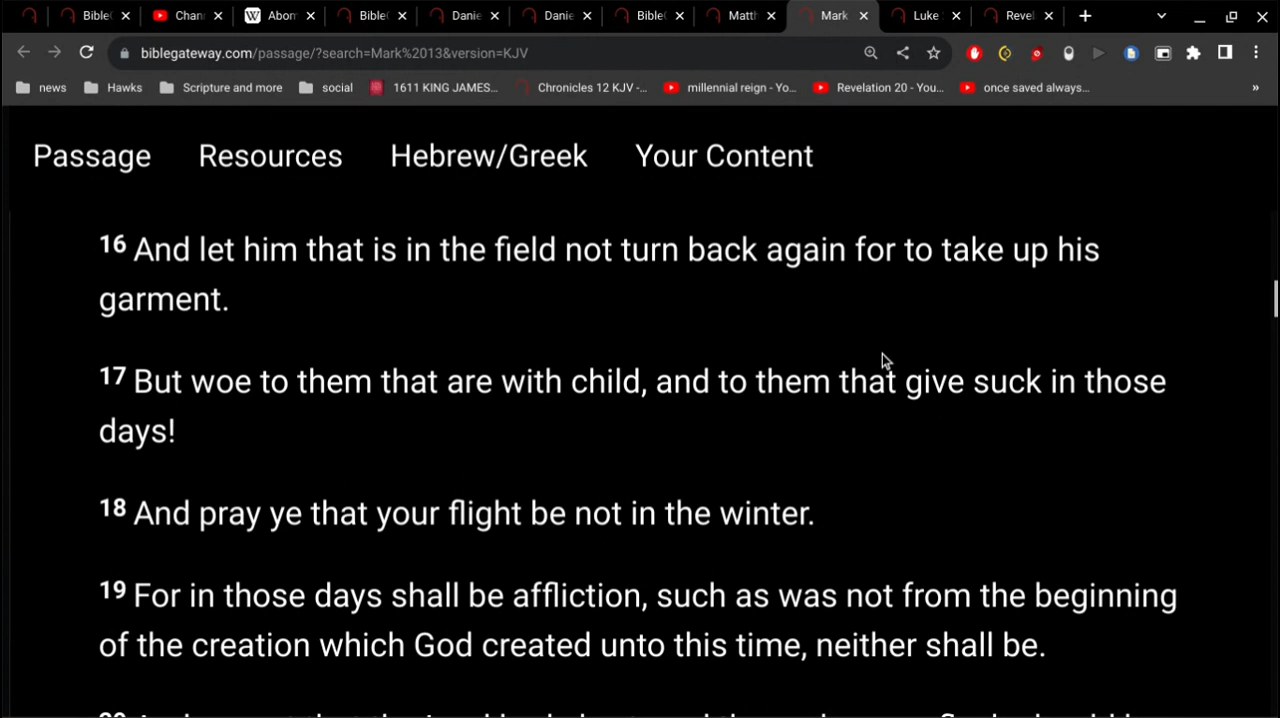 BibleG Chann Abom BibleG Danie Danie BibleG Matth Mark Luke Revel
biblegateway.com/passage/?search=Mark%2013&version=KJV
news Hawks Scripture and more social 1611 KING JAMES... Chronicles 12 KJV -... millennial reign - Yo... Revelation 20 - You... once saved always... »
Passage Resources Hebrew/Greek Your Content
16 And let him that is in the field not turn back again for to take up his
garment.
17 But woe to them that are with child, and to them that give suck in those
days!
18 And pray ye that your flight be not in the winter.
19 For in those days shall be affliction, such as was not from the beginning
of the creation which God created unto this time, neither shall be.